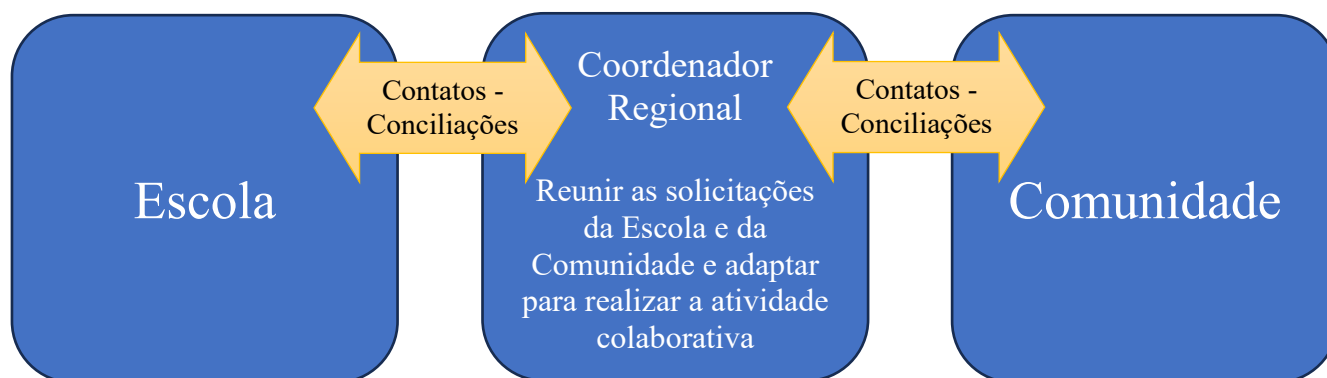 Escola
Contatos -
Conciliações
Coordenador
Regional
Reunir as solicitações
da Escola e da
Comunidade e adaptar
para realizar a atividade
colaborativa
Contatos -
Conciliações
Comunidade